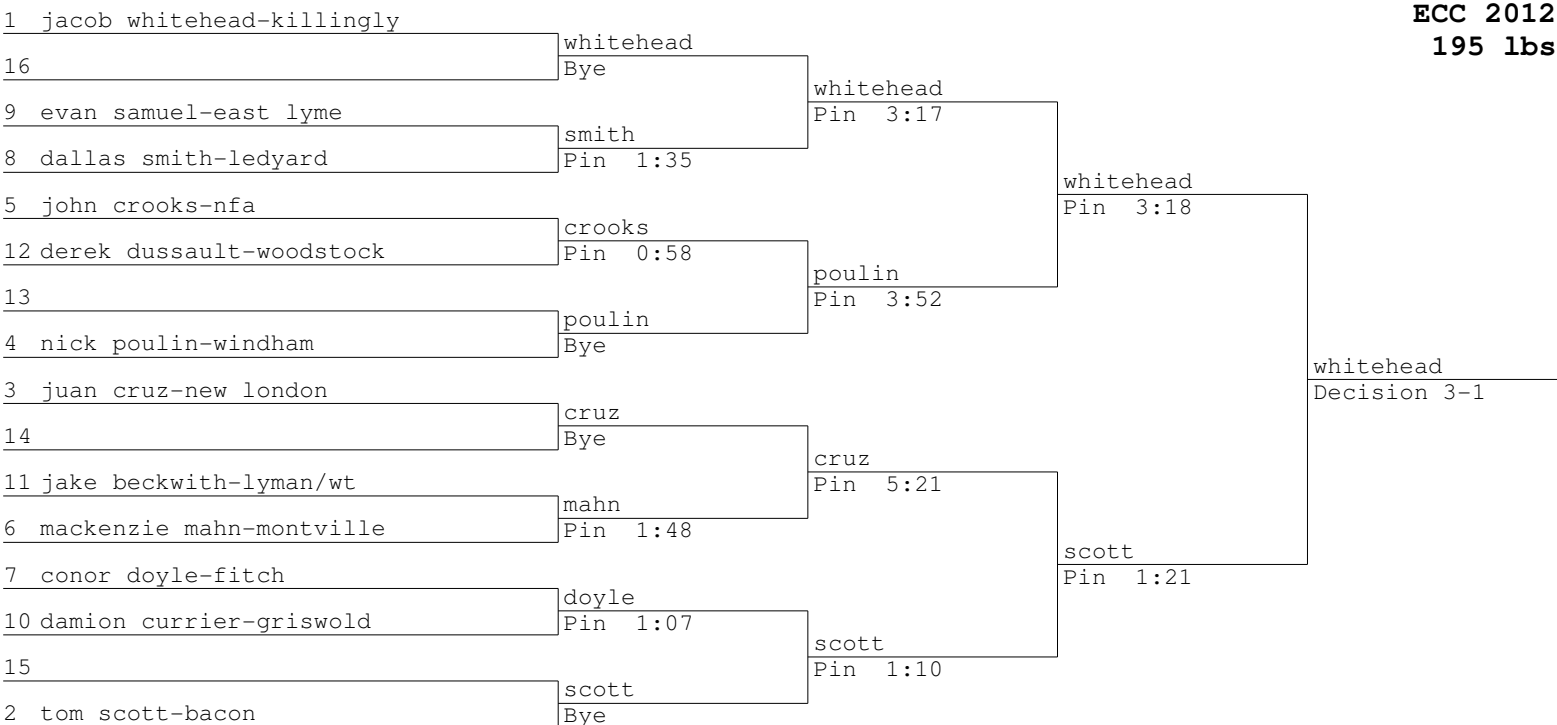 ECC 2012
195 lbs
1 jacob whitehead-killingly
16
9 evan samuel-east lyme
8 dallas smith-ledyard
5 john crooks-nfa
12 derek dussault-woodstock
13
4 nick poulin-windham
3 juan cruz-new london
14
11 jake beckwith-lyman/wt
6 mackenzie mahn-montville
7 conor doyle-fitch
10 damion currier-griswold
15
2 tom scott-bacon
whitehead
Bye
smith
Pin 1:35
crooks
Pin 0:58
poulin
Bye
cruz
Bye
mahn
Pin 1:48
doyle
Pin 1:07
scott
Bye
whitehead
Pin 3:17
poulin
Pin 3:52
cruz
Pin 5:21
scott
Pin 1:10
whitehead
Pin 3:18
scott
Pin 1:21
whitehead
Decision 3-1